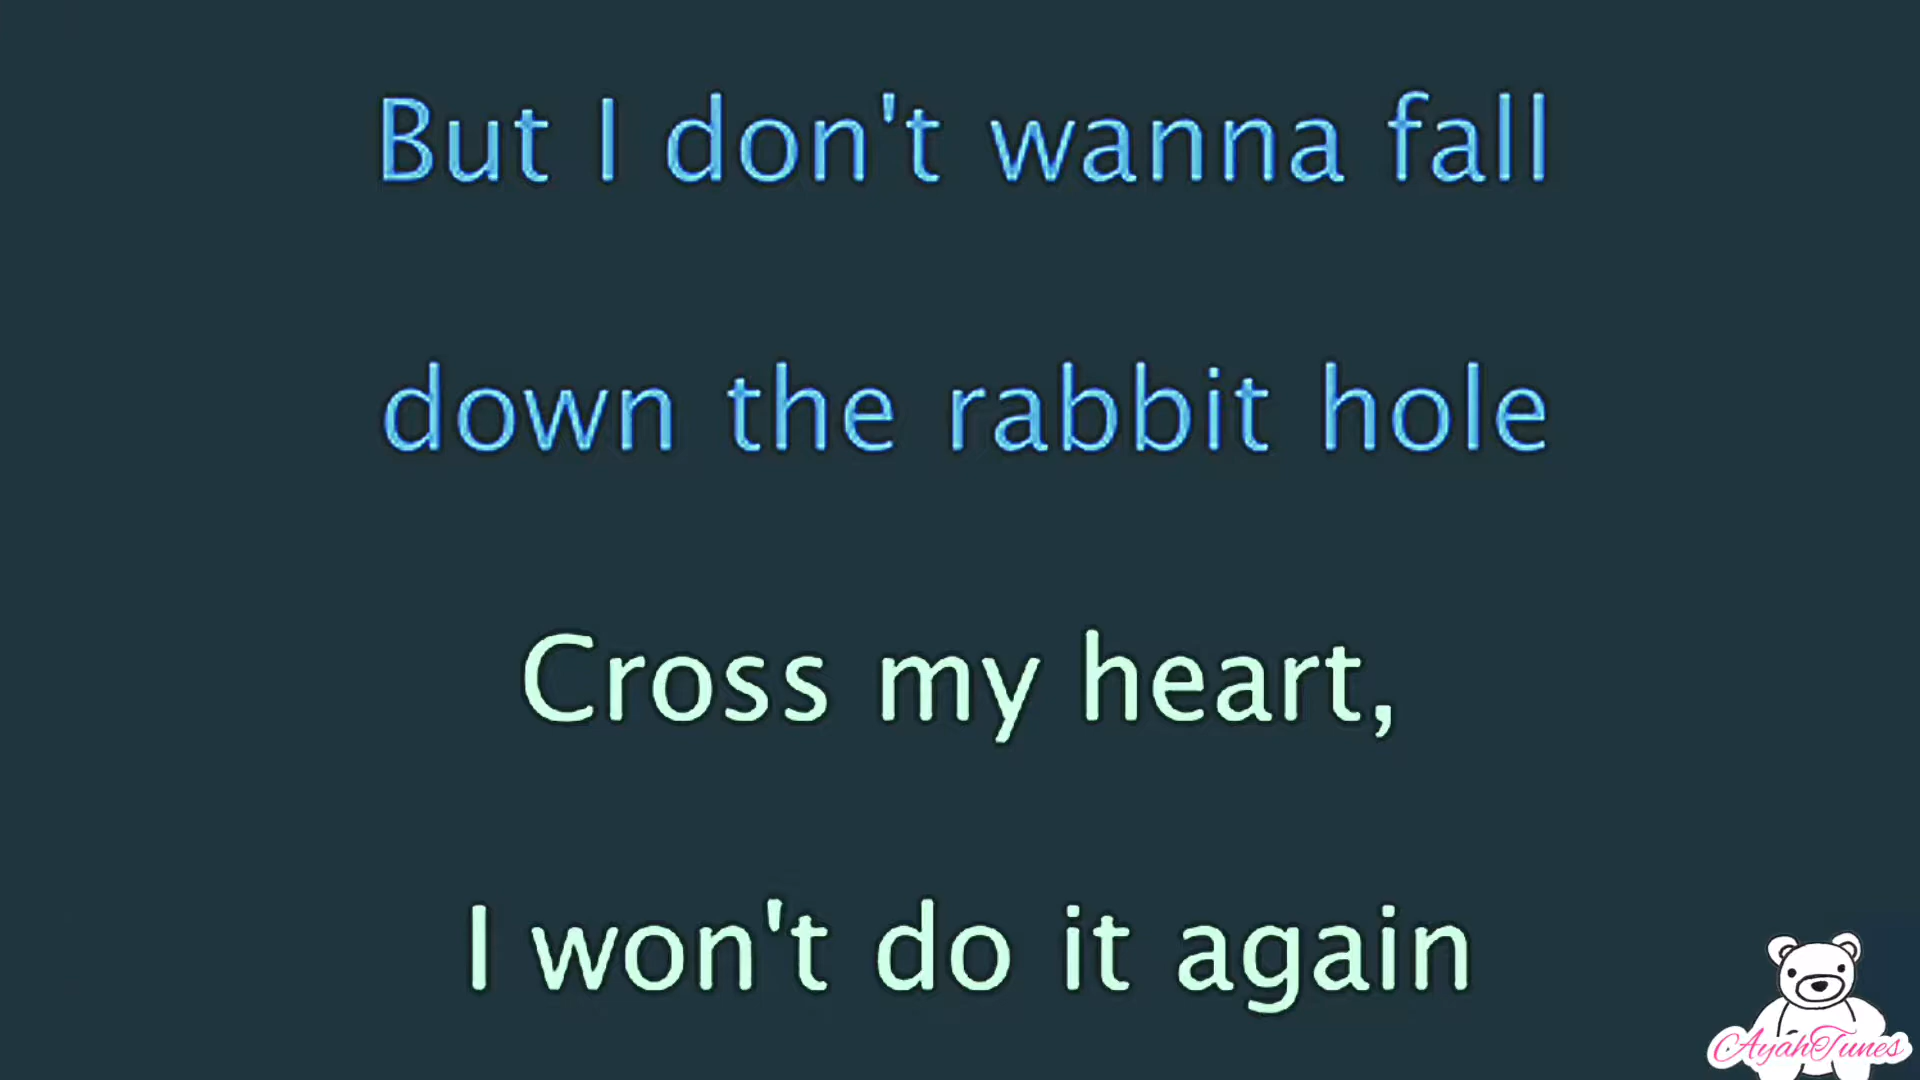 But I don't wanna fall
down the rabbit hole
Cross my heart,
I won't do it again
AyahTunes